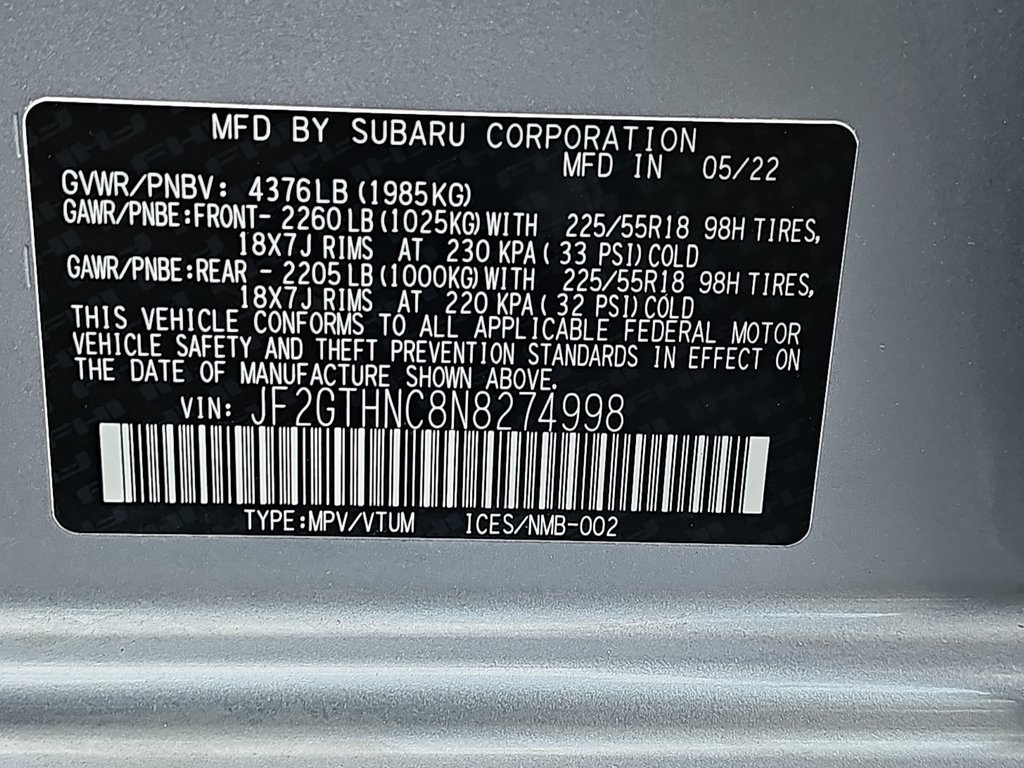 MFD BY SUBARU CORPORATION
MFD IN 05/22
GVWR/PNBV: 4376LB (1985KG)
GAWR/PNBE:FRONT- 2260 LB (1025KG) WITH 225/55R18 98H TIRES,
18X7J RIMS AT 230 KPA ( 33 PSI) COLD
GAWR/PNBE:REAR - 2205 LB (1000KG) WITH 225/55R18 98H TIRES,
18X7J RIMS AT 220 KPA ( 32 PSI) COLD
THIS VEHICLE CONFORMS TO ALL APPLICABLE FEDERAL MOTOR
VEHICLE SAFETY AND THEFT PREVENTION STANDARDS IN EFFECT ON
THE DATE OF MANUFACTURE SHOWN ABOVE.
VIN: JF2GTHNC8N8274998
TYPE:MPV/VTUM ICES/NMB-002